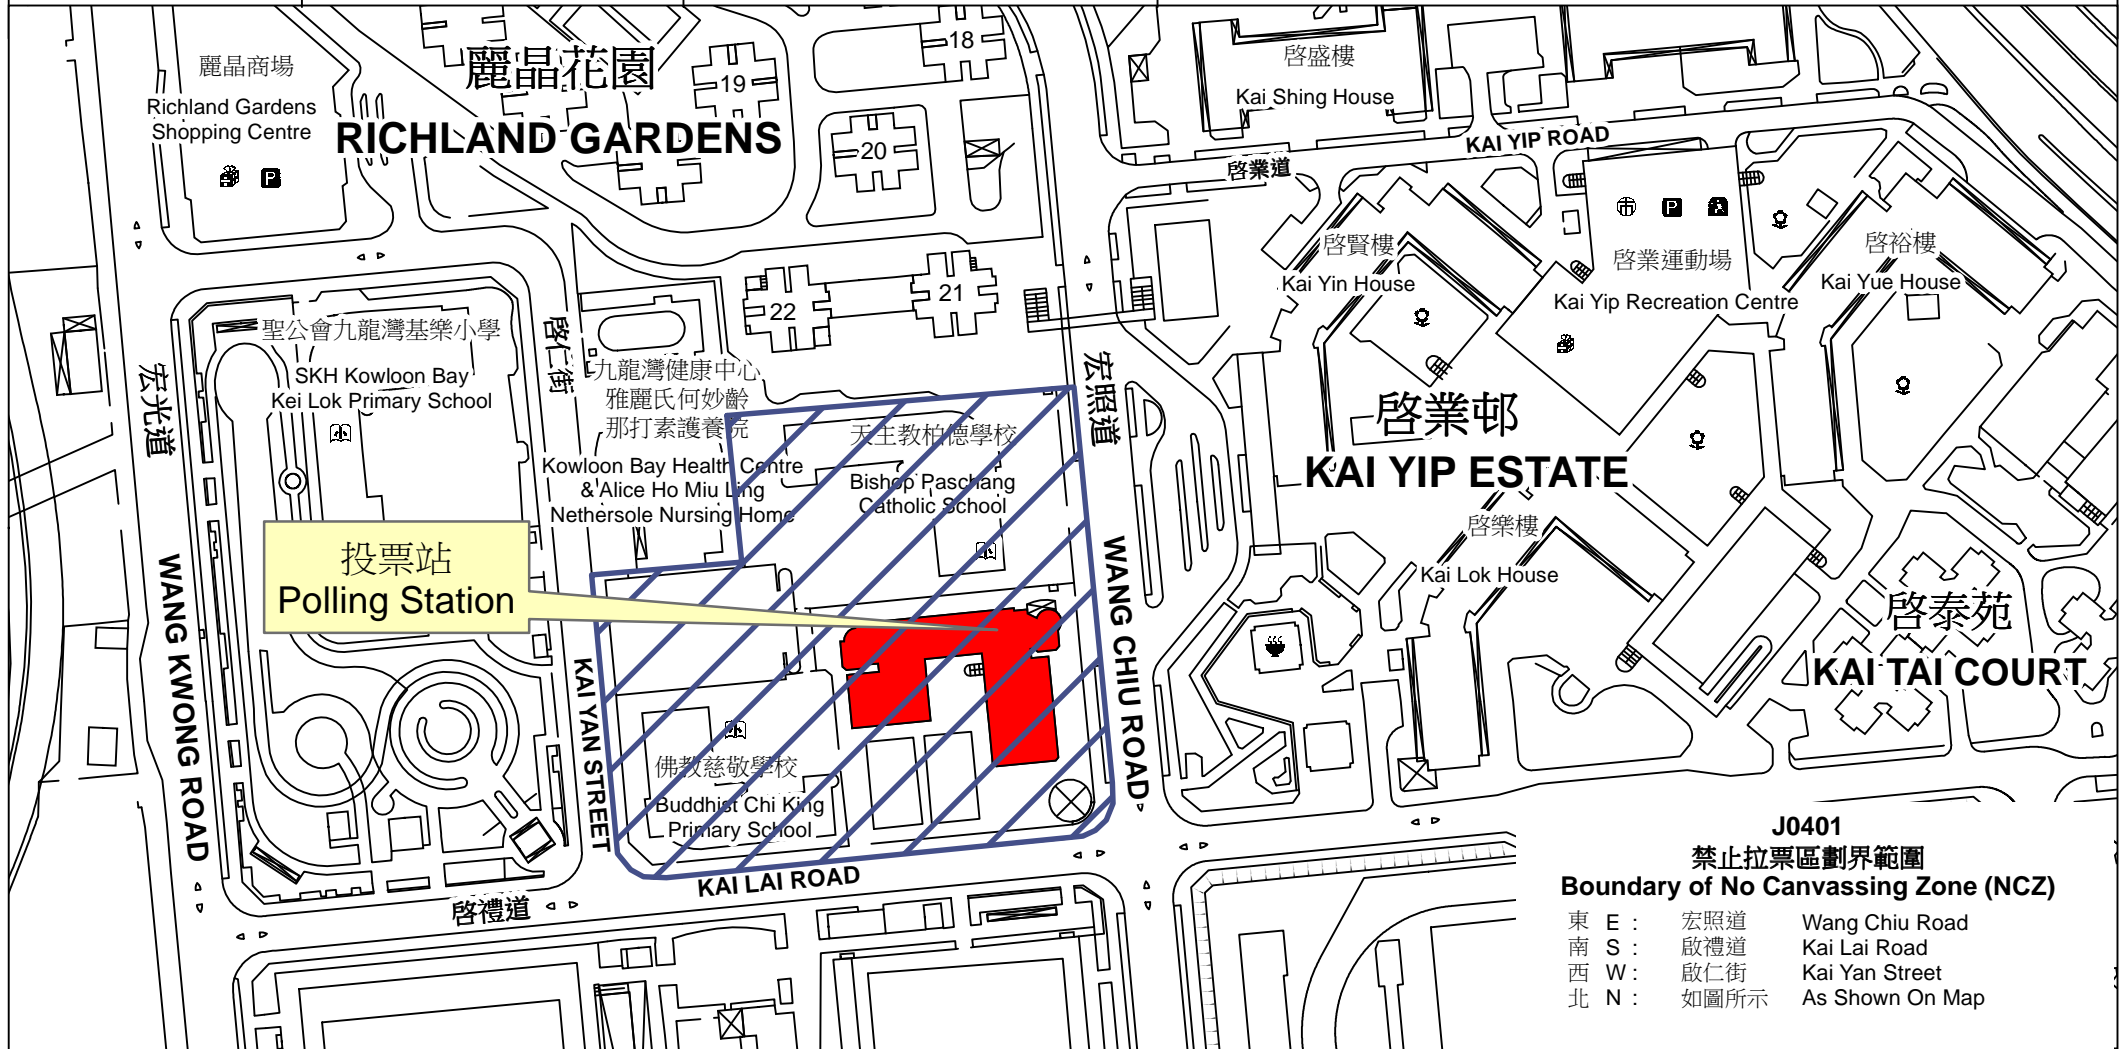 麗晶商場
Richland Gardens
Shopping Centre
P
麗晶花園
RICHLAND GARDENS
19
18
20
22
21
啓盛樓
Kai Shing House
KAI YIP ROAD
啓業道
啓賢樓
Kai Yin House
市
P
啓業運動場
Kai Yip Recreation Centre
啓裕樓
Kai Yue House
聖公會九龍灣基樂小學
SKH Kowloon Bay
Kei Lok Primary School
宏光道
WANG KWONG ROAD
啓仁街
KAI YAN STREET
九龍灣健康中心
雅麗氏何妙齡
那打素護養院
Kowloon Bay Health Centre
& Alice Ho Miu Ling
Nethersole Nursing Home
天主教柏德學校
Bishop Paschang
Catholic School
宏照道
WANG CHIU ROAD
啓業邨
KAI YIP ESTATE
啓樂樓
Kai Lok House
啓泰苑
KAI TAI COURT
投票站
Polling Station
佛教慈敬學校
Buddhist Chi King
Primary School
KAI LAI ROAD
啓禮道
J0401
禁止拉票區劃界範圍
Boundary of No Canvassing Zone (NCZ)
東 E : 宏照道 Wang Chiu Road
南 S : 啟禮道 Kai Lai Road
西 W : 啟仁街 Kai Yan Street
北 N : 如圖所示 As Shown On Map